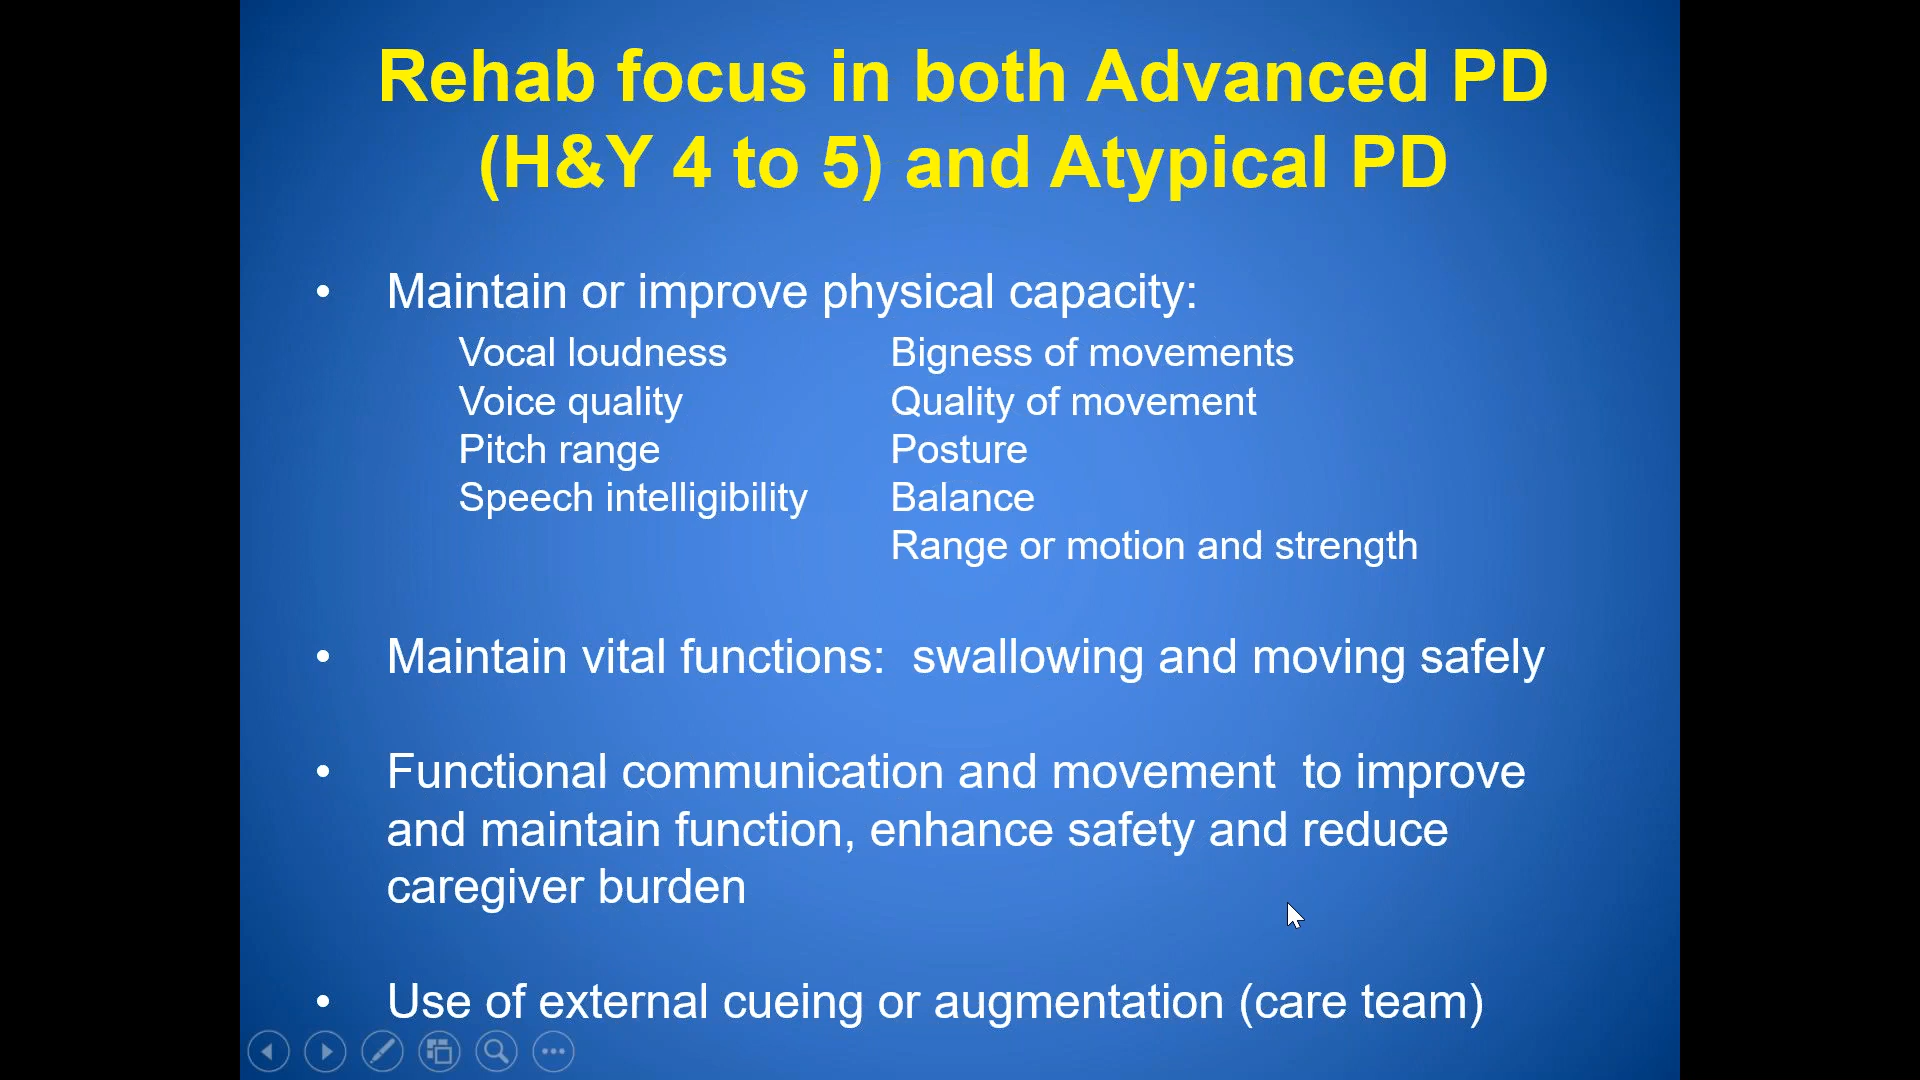 Rehab focus in both Advanced PD
(H&Y 4 to 5) and Atypical PD
• Maintain or improve physical capacity:
Vocal loudness
Voice quality
Pitch range
Speech intelligibility
Bigness of movements
Quality of movement
Posture
Balance
Range or motion and strength
• Maintain vital functions:  swallowing and moving safely
• Functional communication and movement  to improve
and maintain function, enhance safety and reduce
caregiver burden
• Use of external cueing or augmentation (care team)